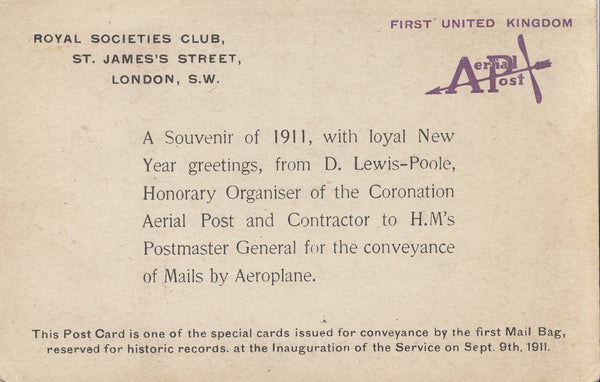 ROYAL SOCIETIES CLUB,
ST. JAMES'S STREET,
LONDON, S.W.
FIRST UNITED KINGDOM
Aerial
Post
A Souvenir of 1911, with loyal New
Year greetings, from D. Lewis-Poole,
Honorary Organiser of the Coronation
Aerial Post and Contractor to H.M's
Postmaster General for the conveyance
of Mails by Aeroplane.
This Post Card is one of the special cards issued for conveyance by the first Mail Bag,
reserved for historic records. at the Inauguration of the Service on Sept. 9th, 1911.